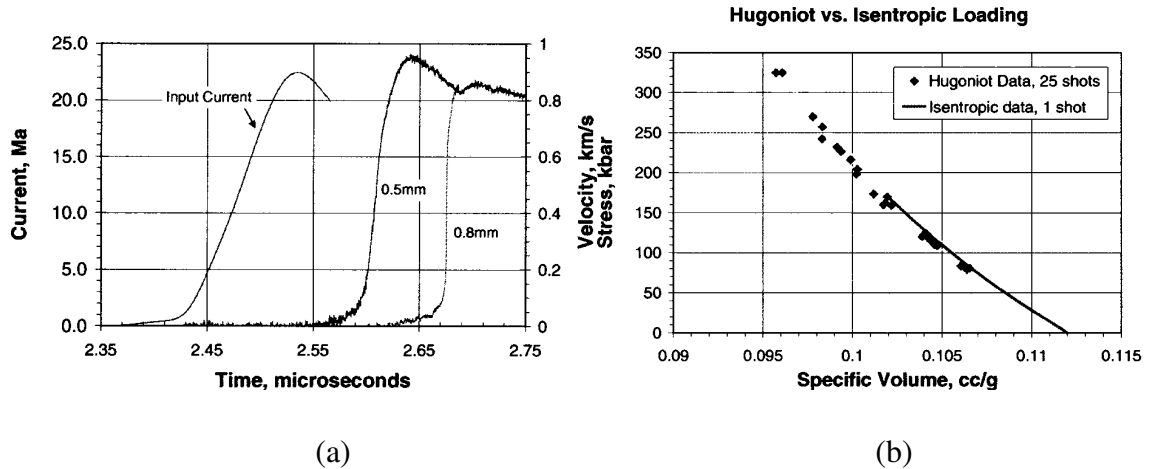 25.0
20.0
15.0
10.0
5.0
0.0
Current, Ma
Input Current
0.5mm
0.8mm
1
0.8
0.6
0.4
0.2
0
Velocity, km/s
2.35 2.45 2.55 2.65 2.75
Time, microseconds
(a)
Hugoniot vs. Isentropic Loading
350
300
250
200
150
100
50
0
Stress, kbar
Hugoniot Data, 25 shots
Isentropic data, 1 shot
0.09 0.095 0.1 0.105 0.11 0.115
Specific Volume, cc/g
(b)